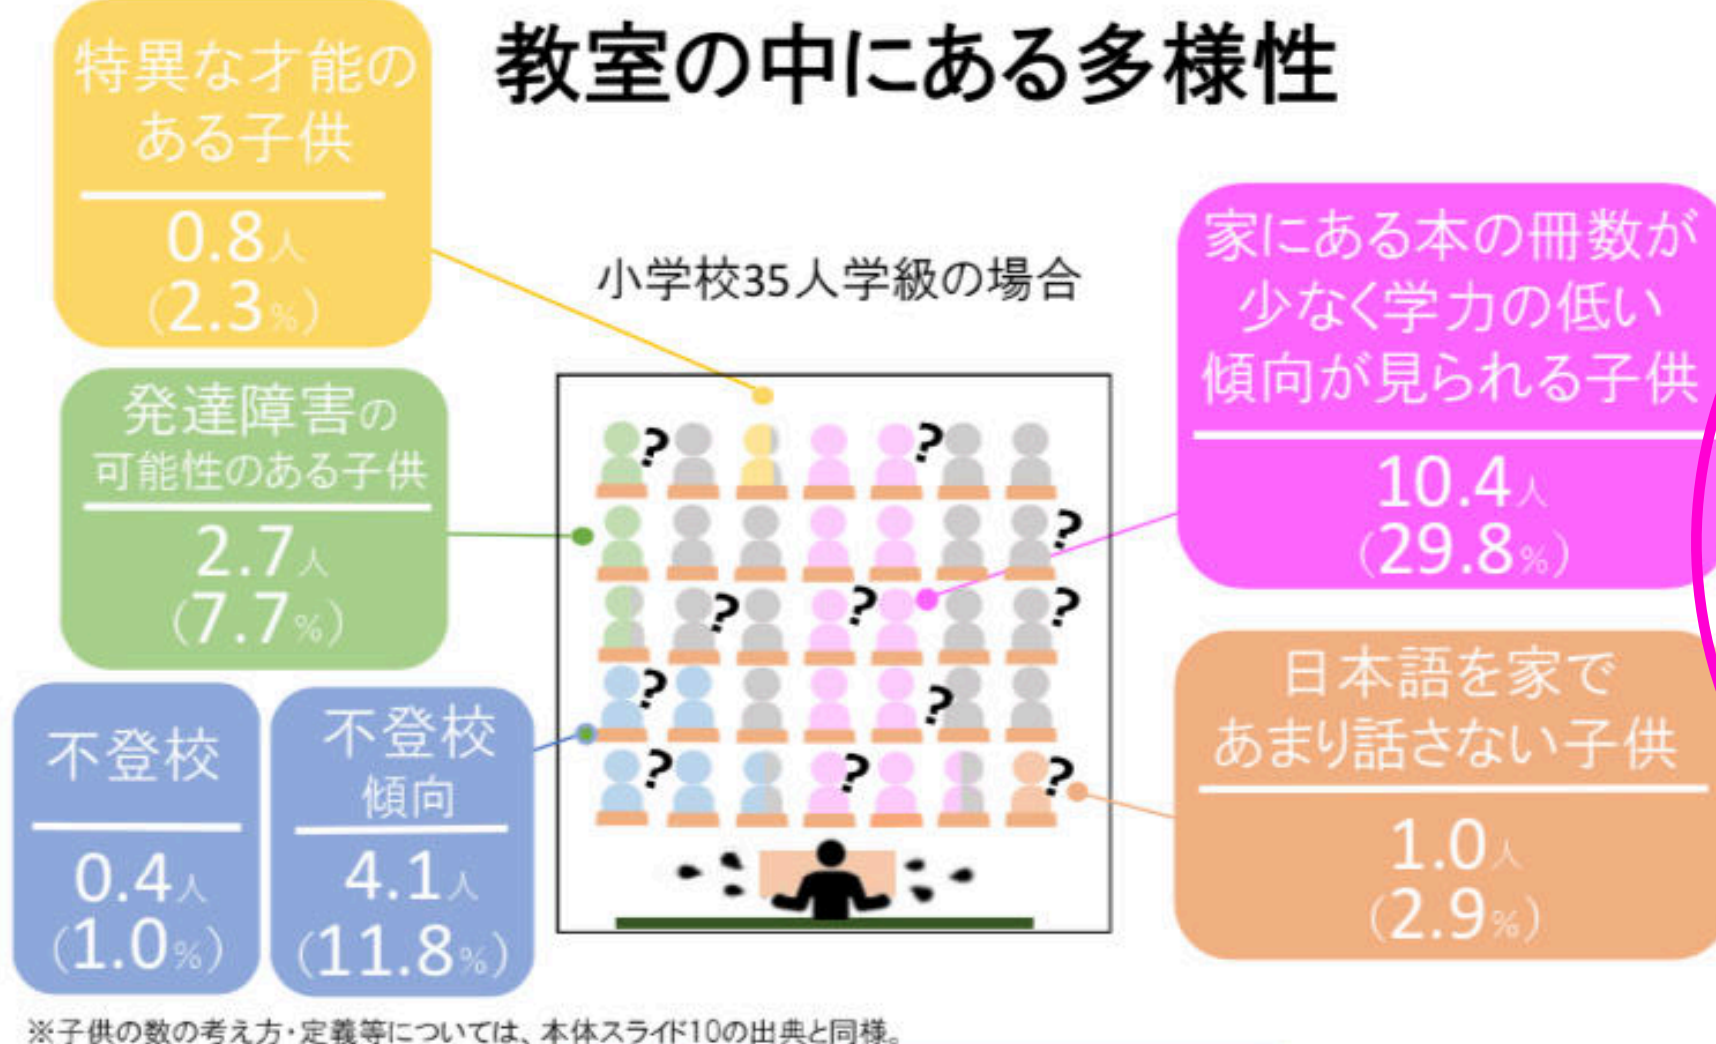 教室の中にある多様性
特異な才能の
ある子供
0.8人
(2.3%)
小学校35人学級の場合
家にある本の冊数が
少なく学力の低い
傾向が見られる子供
10.4人
(29.8%)
発達障害の
可能性のある子供
2.7人
(7.7%)
不登校
0.4人
(1.0%)
不登校
傾向
4.1人
(11.8%)
日本語を家で
あまり話さない子供
1.0人
(2.9%)
?
?
?
?
?
?
?
?
?
?
?
※子供の数の考え方・定義等については、本体スライド10の出典と同様。